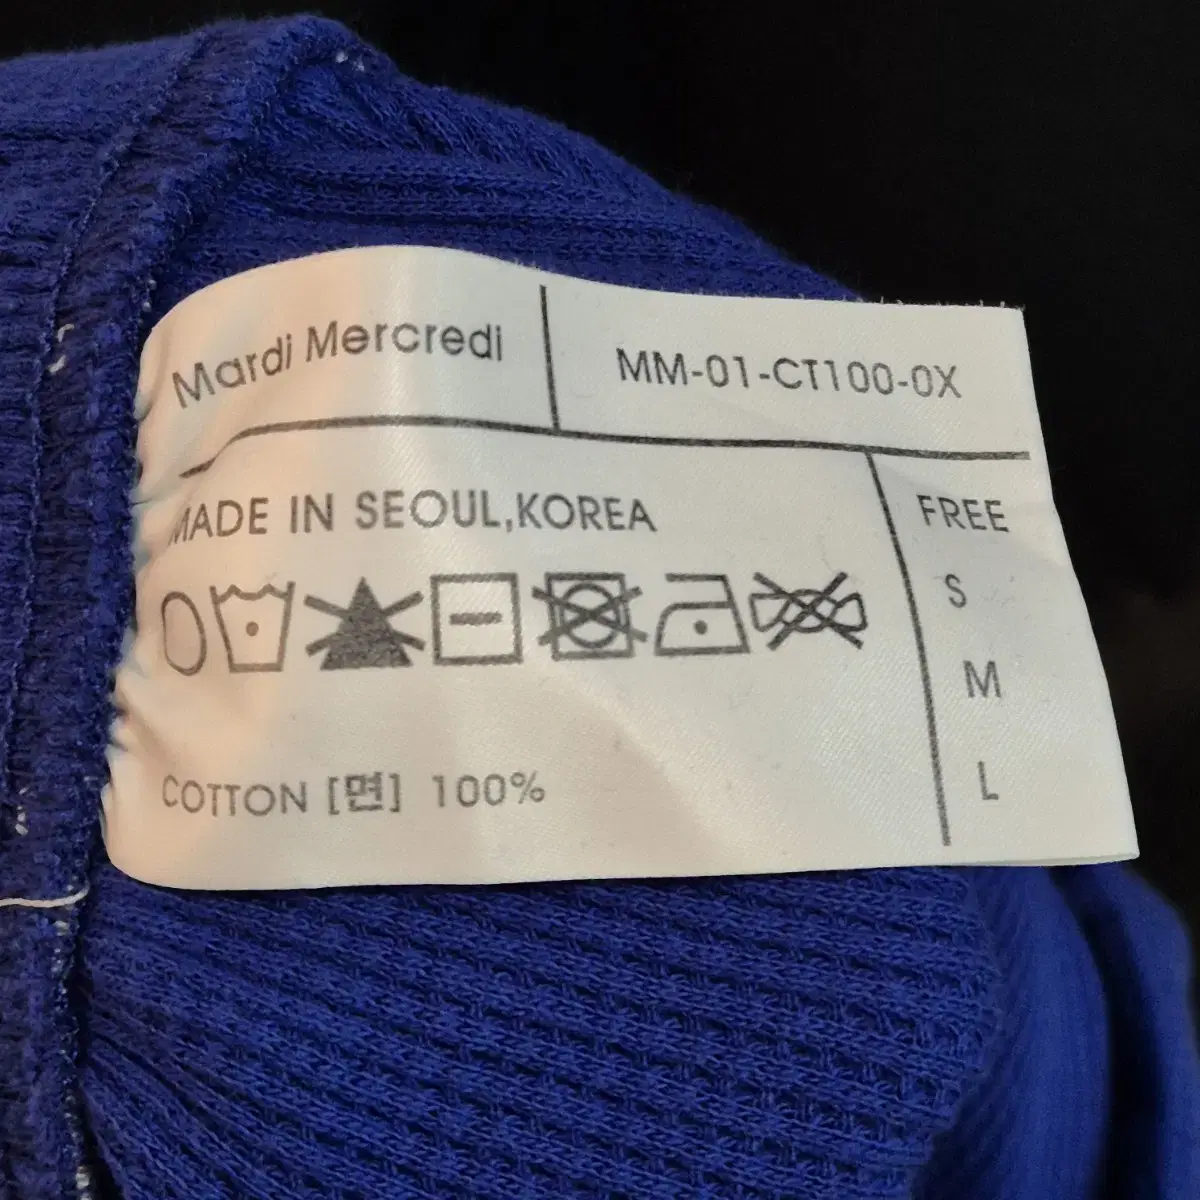 Mardi Mercredi
MM-01-CT100-0X
MADE IN SEOUL,KOREA
FREE
S
M
L
COTTON [면] 100%